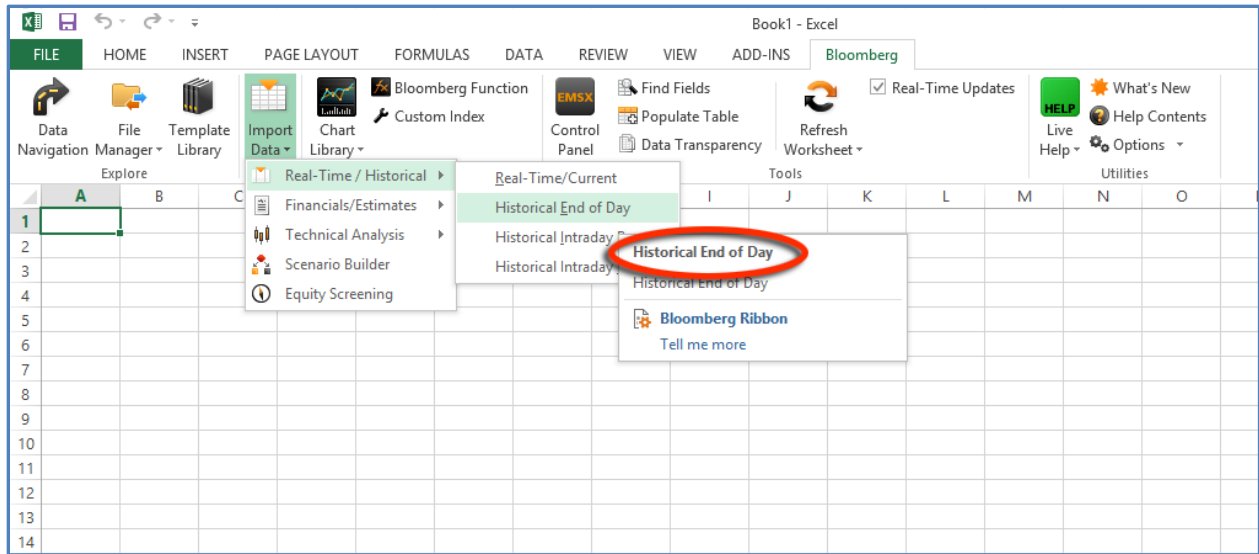 Book1 - Excel
FILE HOME INSERT PAGE LAYOUT FORMULAS DATA REVIEW VIEW ADD-INS Bloomberg
Data Navigation
File Manager
Template Library
Import Data
Chart Library
Bloomberg Function
Custom Index
EMSX
Control Panel
Find Fields
Populate Table
Data Transparency
Refresh Worksheet
Real-Time Updates
HELP
Live Help
What's New
Help Contents
Options
Explore
Tools
Utilities
Real-Time / Historical
Financials/Estimates
Technical Analysis
Scenario Builder
Equity Screening
Real-Time/Current
Historical End of Day
Historical Intraday
Historical Intraday
Historical End of Day
Historical End of Day
Bloomberg Ribbon
Tell me more
A B C I J K L M N O
1
2
3
4
5
6
7
8
9
10
11
12
13
14